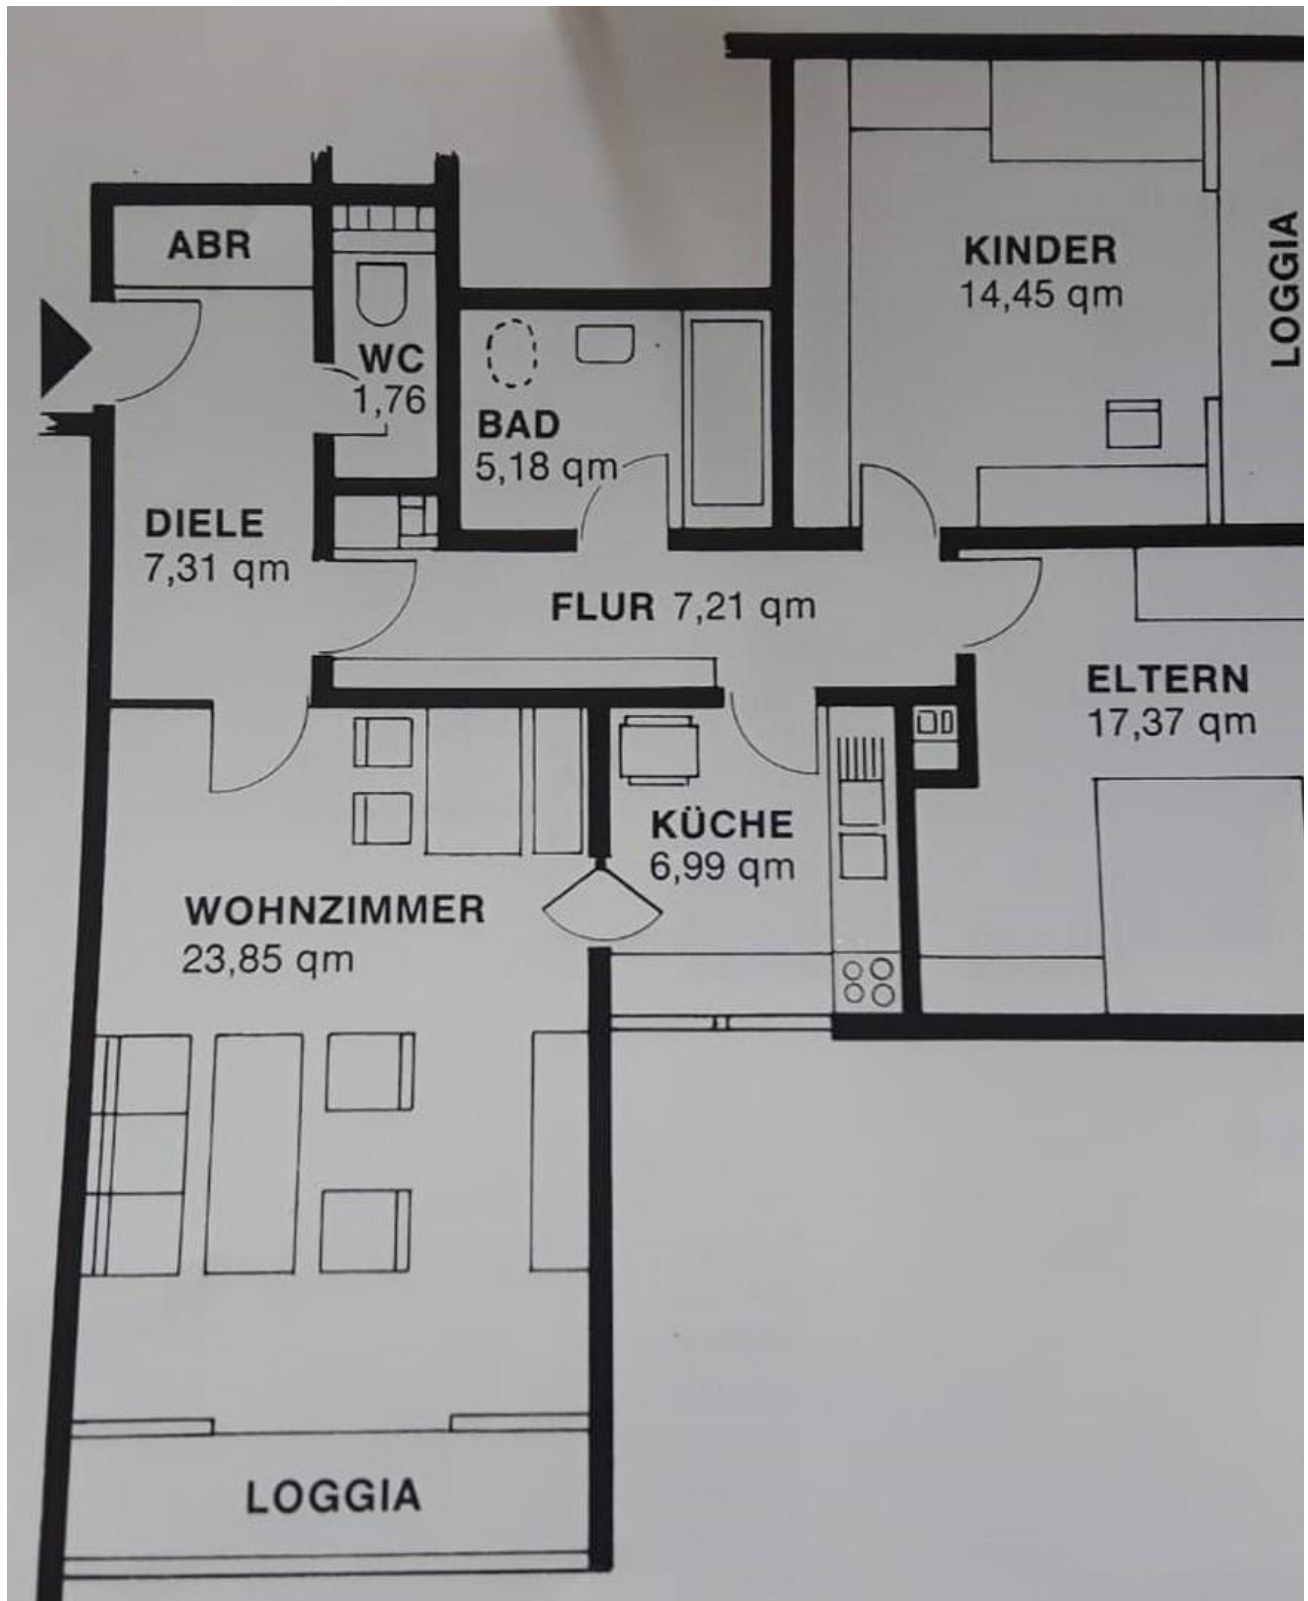 ABR
WC
1,76
BAD
5,18 qm
KINDER
14,45 qm
LOGGIA
DIELE
7,31 qm
FLUR 7,21 qm
ELTERN
17,37 qm
KÜCHE
6,99 qm
WOHNZIMMER
23,85 qm
LOGGIA